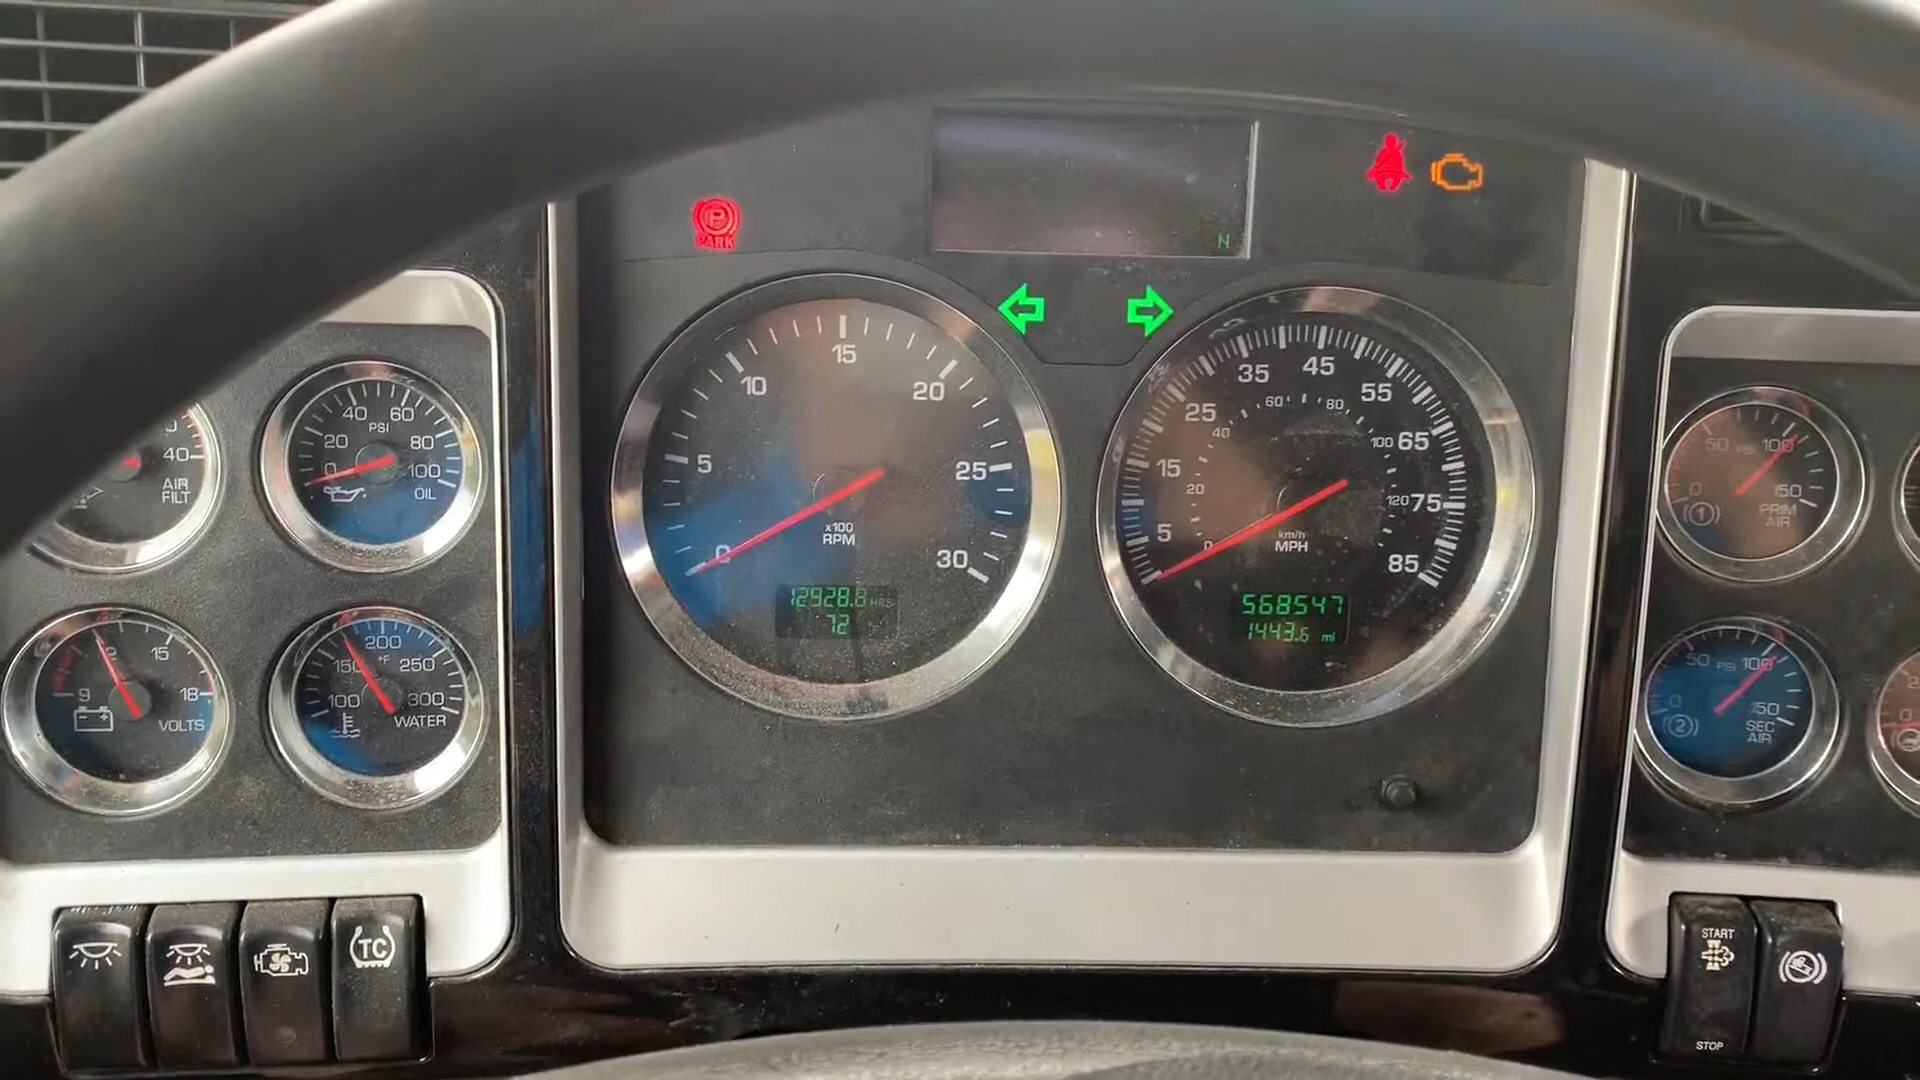 P
PARK
N
40
AIR
FILT
0
20
40
60
80
100
PSI
OIL
9
15
18
VOLTS
100
150
200
250
300
°F
WATER
0
5
10
15
20
25
30
x100
RPM
12928.8 HRS
72
5
15
25
35
45
55
65
75
85
0
20
40
60
80
100
120
km/h
MPH
568547
1443.6 mi
0
50
PSI
100
150
(1)
PRIM
AIR
0
50
PSI
100
150
(2)
SEC
AIR
TC
START
STOP